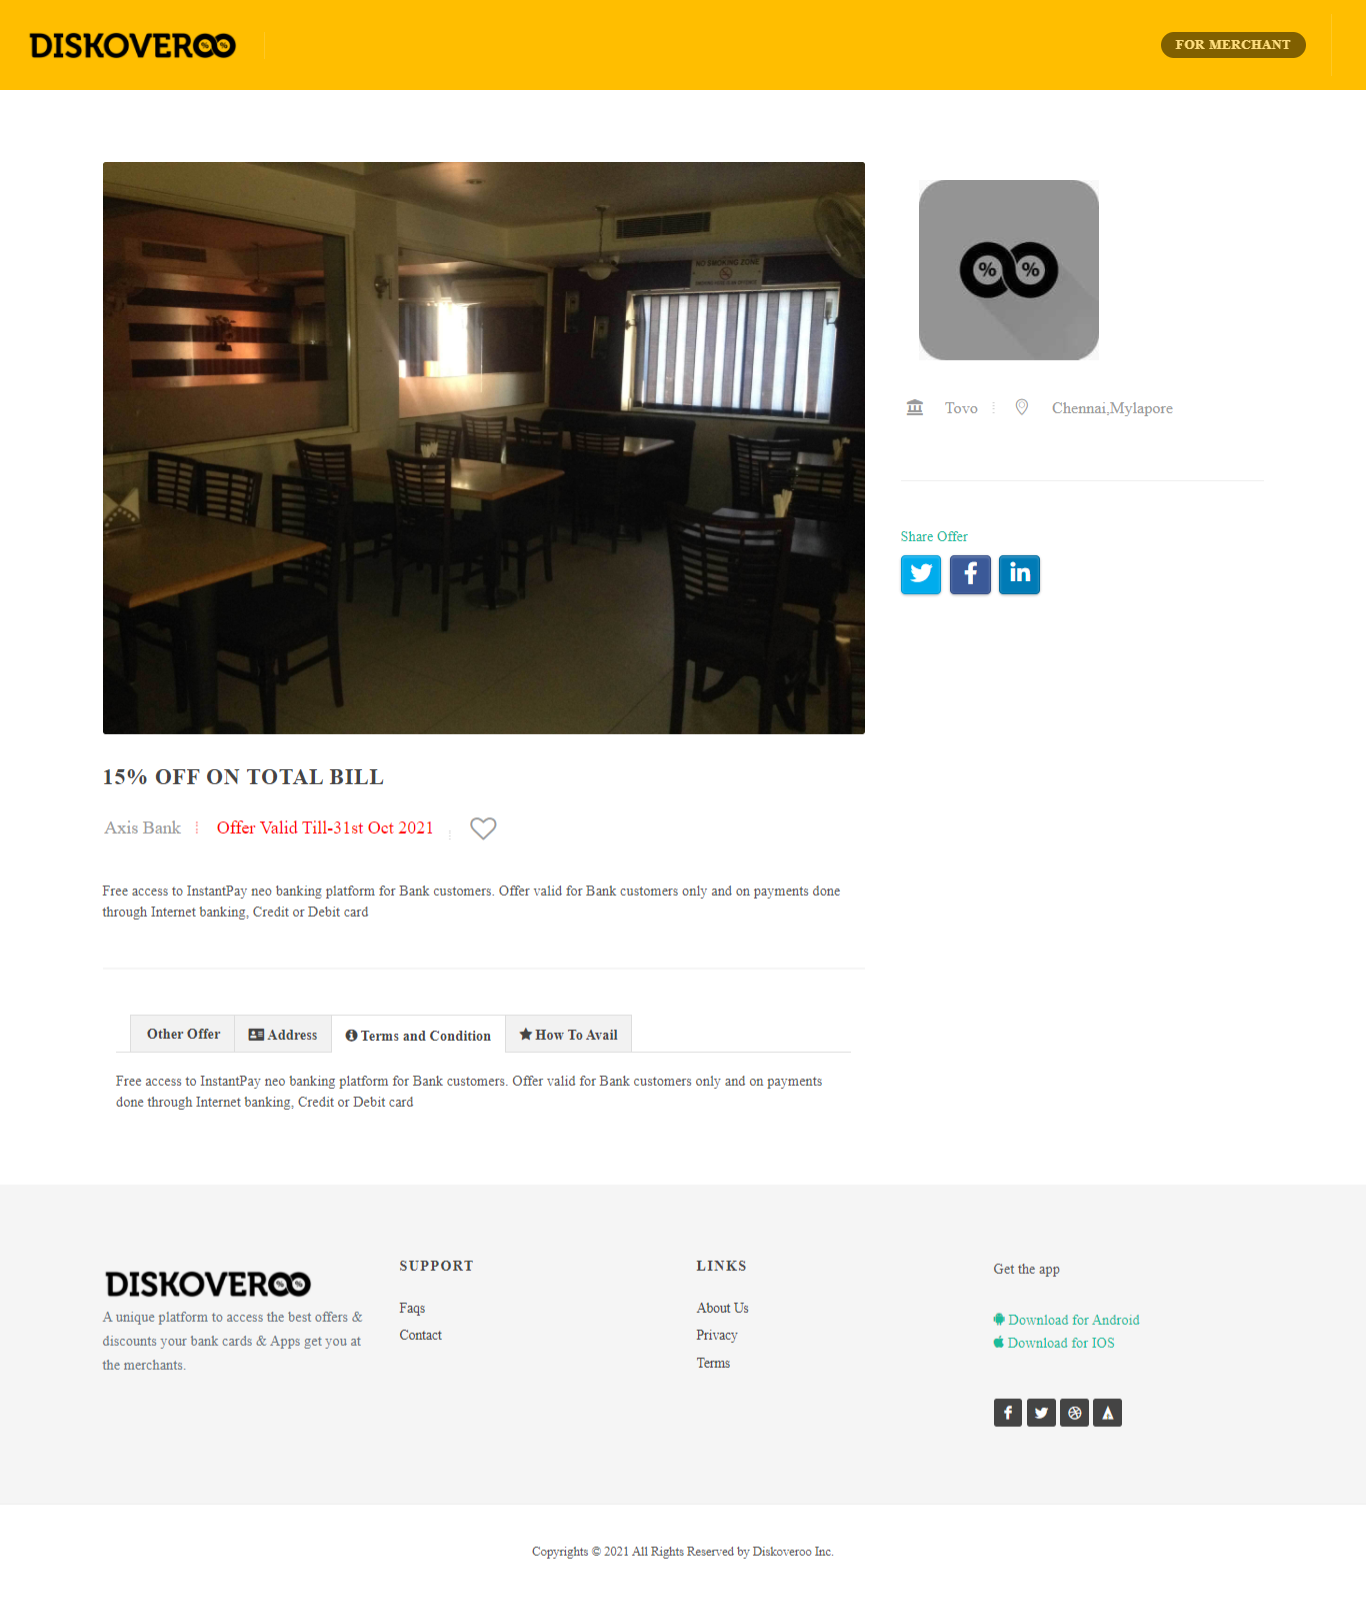 DISKOVEROO
FOR MERCHANT
NO SMOKING ZONE
% %
Tovo
Chennai,Mylapore
Share Offer
15% OFF ON TOTAL BILL
Axis Bank
Offer Valid Till-31st Oct 2021
Free access to InstantPay neo banking platform for Bank customers. Offer valid for Bank customers only and on payments done
through Internet banking, Credit or Debit card
Other Offer
Address
Terms and Condition
How To Avail
Free access to InstantPay neo banking platform for Bank customers. Offer valid for Bank customers only and on payments
done through Internet banking, Credit or Debit card
DISKOVEROO
A unique platform to access the best offers &
discounts your bank cards & Apps get you at
the merchants.
SUPPORT
Faqs
Contact
LINKS
About Us
Privacy
Terms
Get the app
Download for Android
Download for IOS
Copyrights © 2021 All Rights Reserved by Diskoveroo Inc.